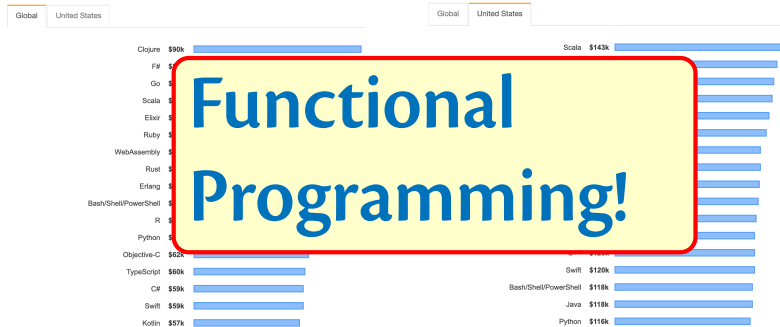 Global United States
Clojure $90k
F#
Go
Scala
Elixir
Ruby
WebAssembly
Rust
Erlang
Bash/Shell/PowerShell
R
Python
Objective-C $62k
TypeScript $60k
C# $59k
Swift $59k
Kotlin $57k
Functional
Programming!
Global United States
Scala $143k
Swift $120k
Bash/Shell/PowerShell $118k
Java $118k
Python $116k